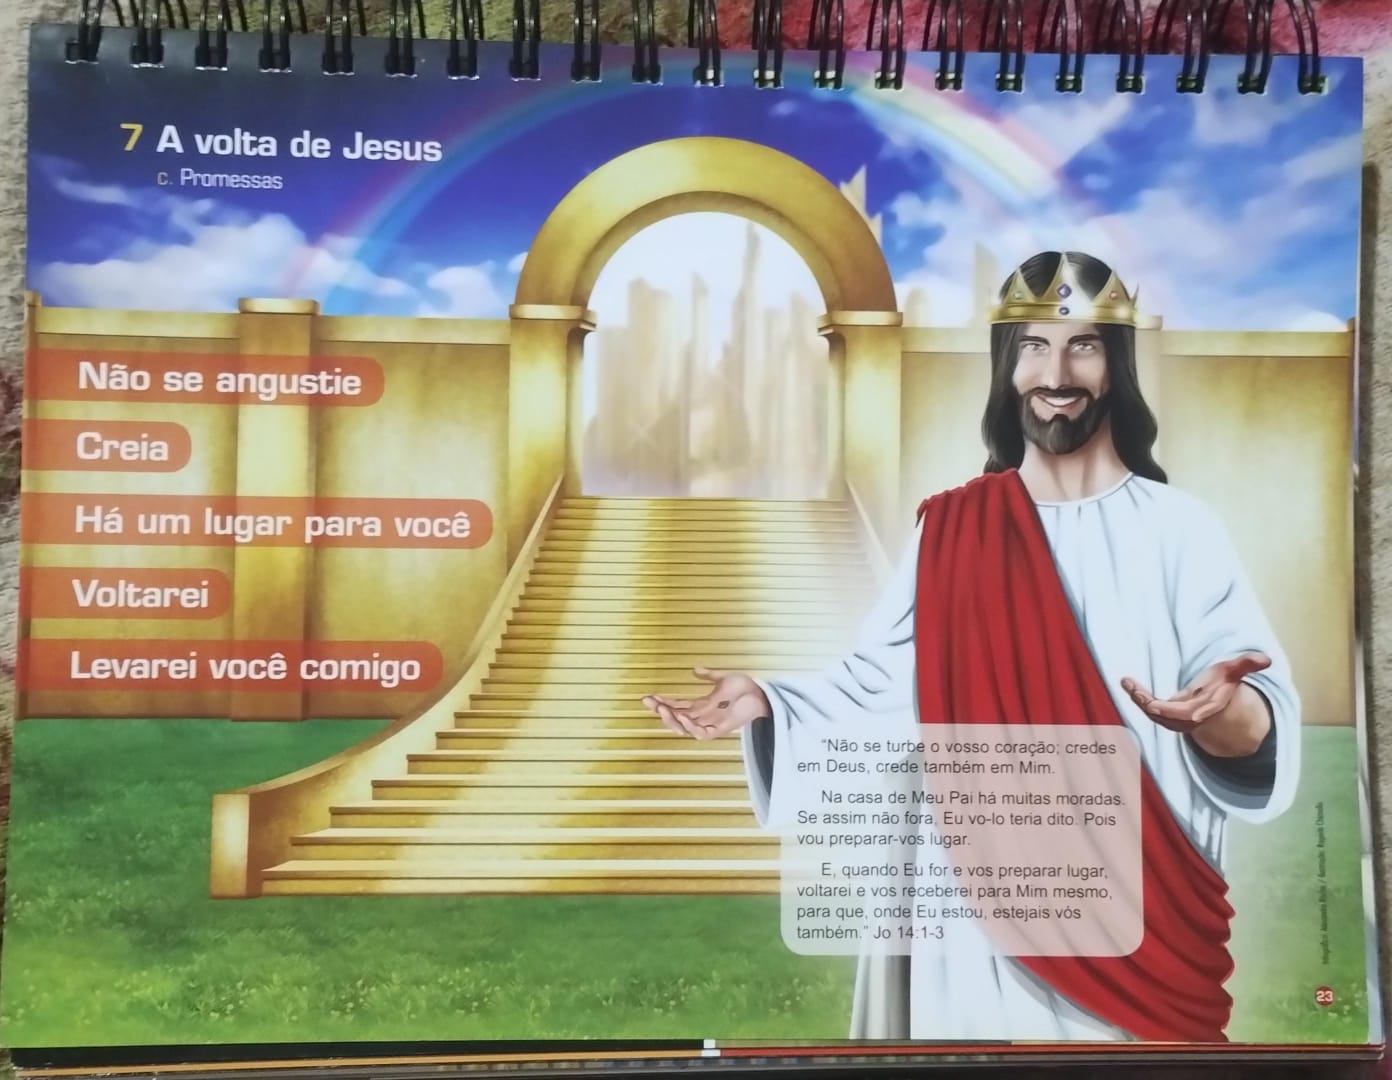 7 A volta de Jesus
c. Promessas
Não se angustie
Creia
Há um lugar para você
Voltarei
Levarei você comigo
“Não se turbe o vosso coração; credes
em Deus, crede também em Mim.
Na casa de Meu Pai há muitas moradas.
Se assim não fora, Eu vo-lo teria dito. Pois
vou preparar-vos lugar.
E, quando Eu for e vos preparar lugar,
voltarei e vos receberei para Mim mesmo,
para que, onde Eu estou, estejais vós
também.” Jo 14:1-3
23